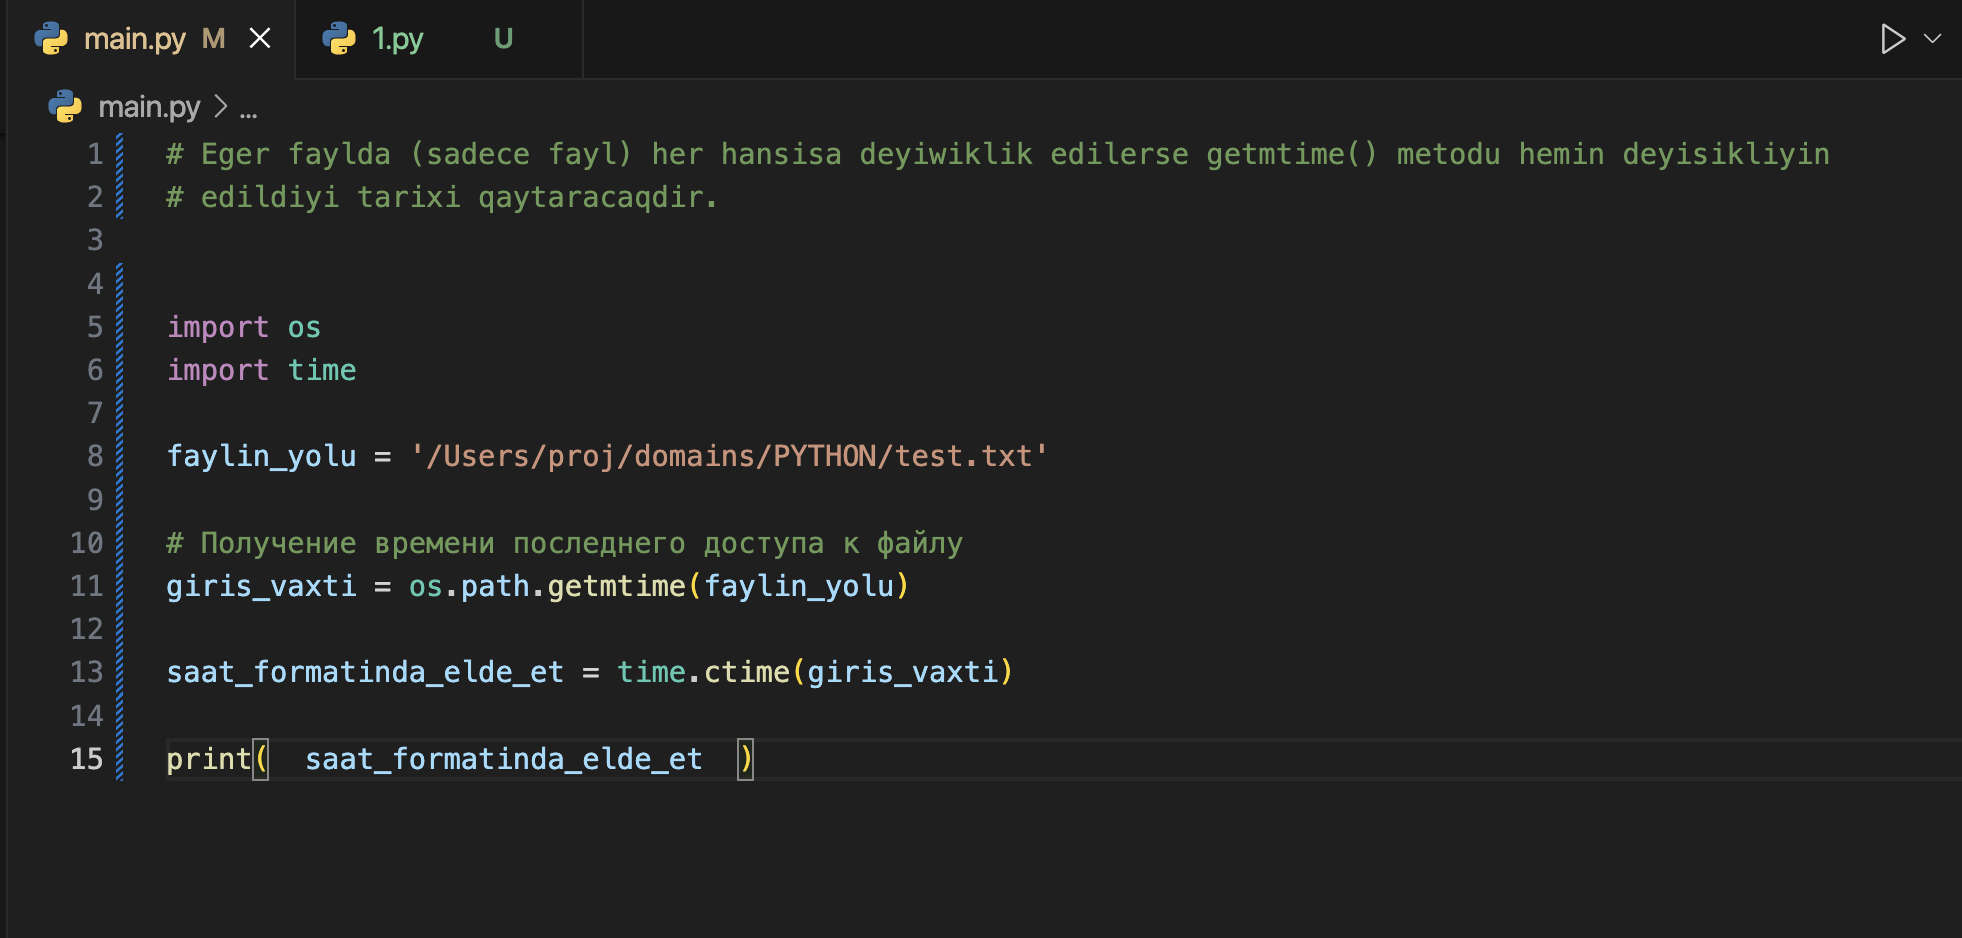 main.py M
1.py U
main.py > ...
1 # Eger faylda (sadece fayl) her hansisa deyiwiklik edilerse getmtime() metodu hemin deyisikliyin
2 # edildiyi tarixi qaytaracaqdir.
3
4
5 import os
6 import time
7
8 faylin_yolu = '/Users/proj/domains/PYTHON/test.txt'
9
10 # Получение времени последнего доступа к файлу
11 giris_vaxti = os.path.getmtime(faylin_yolu)
12
13 saat_formatinda_elde_et = time.ctime(giris_vaxti)
14
15 print(  saat_formatinda_elde_et  )